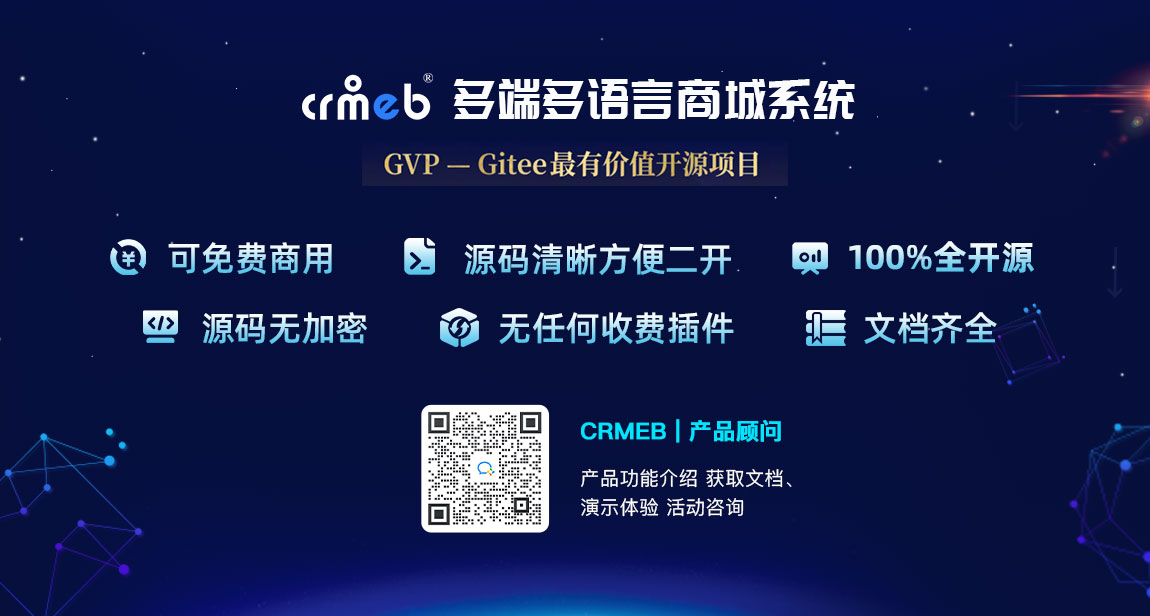 crmeb® 多端多语言商城系统
GVP — Gitee最有价值开源项目
可免费商用 源码清晰方便二开 100%全开源
源码无加密 无任何收费插件 文档齐全
CRMEB | 产品顾问
产品功能介绍 获取文档、
演示体验 活动咨询